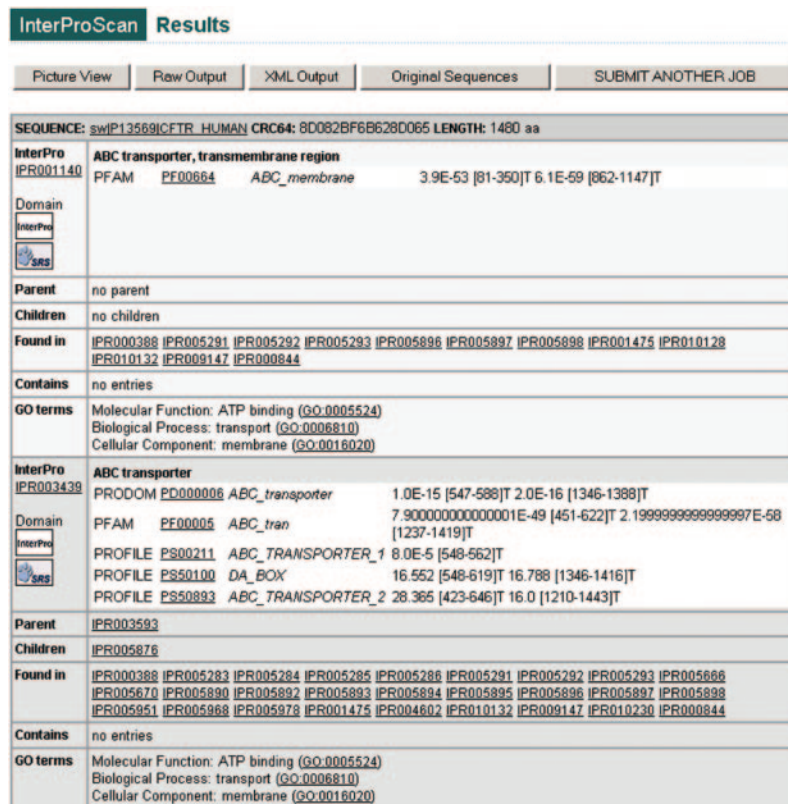 InterProScan Results
Picture View Raw Output XML Output Original Sequences SUBMIT ANOTHER JOB
SEQUENCE: sw|P13569|CFTR_HUMAN CRC64: 8D082BF6B628D065 LENGTH: 1480 aa
InterPro
IPR001140
Domain
InterPro
SRS
ABC transporter, transmembrane region
PFAM PF00664 ABC_membrane 3.9E-53 [81-350]T 6.1E-59 [862-1147]T
Parent no parent
Children no children
Found in IPR000388 IPR005291 IPR005292 IPR005293 IPR005896 IPR005897 IPR005898 IPR001475 IPR010128
IPR010132 IPR009147 IPR000844
Contains no entries
GO terms Molecular Function: ATP binding (GO:0005524)
Biological Process: transport (GO:0006810)
Cellular Component: membrane (GO:0016020)
InterPro
IPR003439
Domain
InterPro
SRS
ABC transporter
PRODOM PD000006 ABC_transporter 1.0E-15 [547-588]T 2.0E-16 [1346-1388]T
PFAM PF00005 ABC_tran 7.900000000000001E-49 [451-622]T 2.1999999999999997E-58
[1237-1419]T
PROFILE PS00211 ABC_TRANSPORTER_1 8.0E-5 [548-562]T
PROFILE PS50100 DA_BOX 16.552 [548-619]T 16.788 [1346-1416]T
PROFILE PS50893 ABC_TRANSPORTER_2 28.365 [423-646]T 16.0 [1210-1443]T
Parent IPR003593
Children IPR005876
Found in IPR000388 IPR005283 IPR005284 IPR005285 IPR005286 IPR005291 IPR005292 IPR005293 IPR005666
IPR005670 IPR005890 IPR005892 IPR005893 IPR005894 IPR005895 IPR005896 IPR005897 IPR005898
IPR005951 IPR005968 IPR005978 IPR001475 IPR004602 IPR010132 IPR009147 IPR010230 IPR000844
Contains no entries
GO terms Molecular Function: ATP binding (GO:0005524)
Biological Process: transport (GO:0006810)
Cellular Component: membrane (GO:0016020)